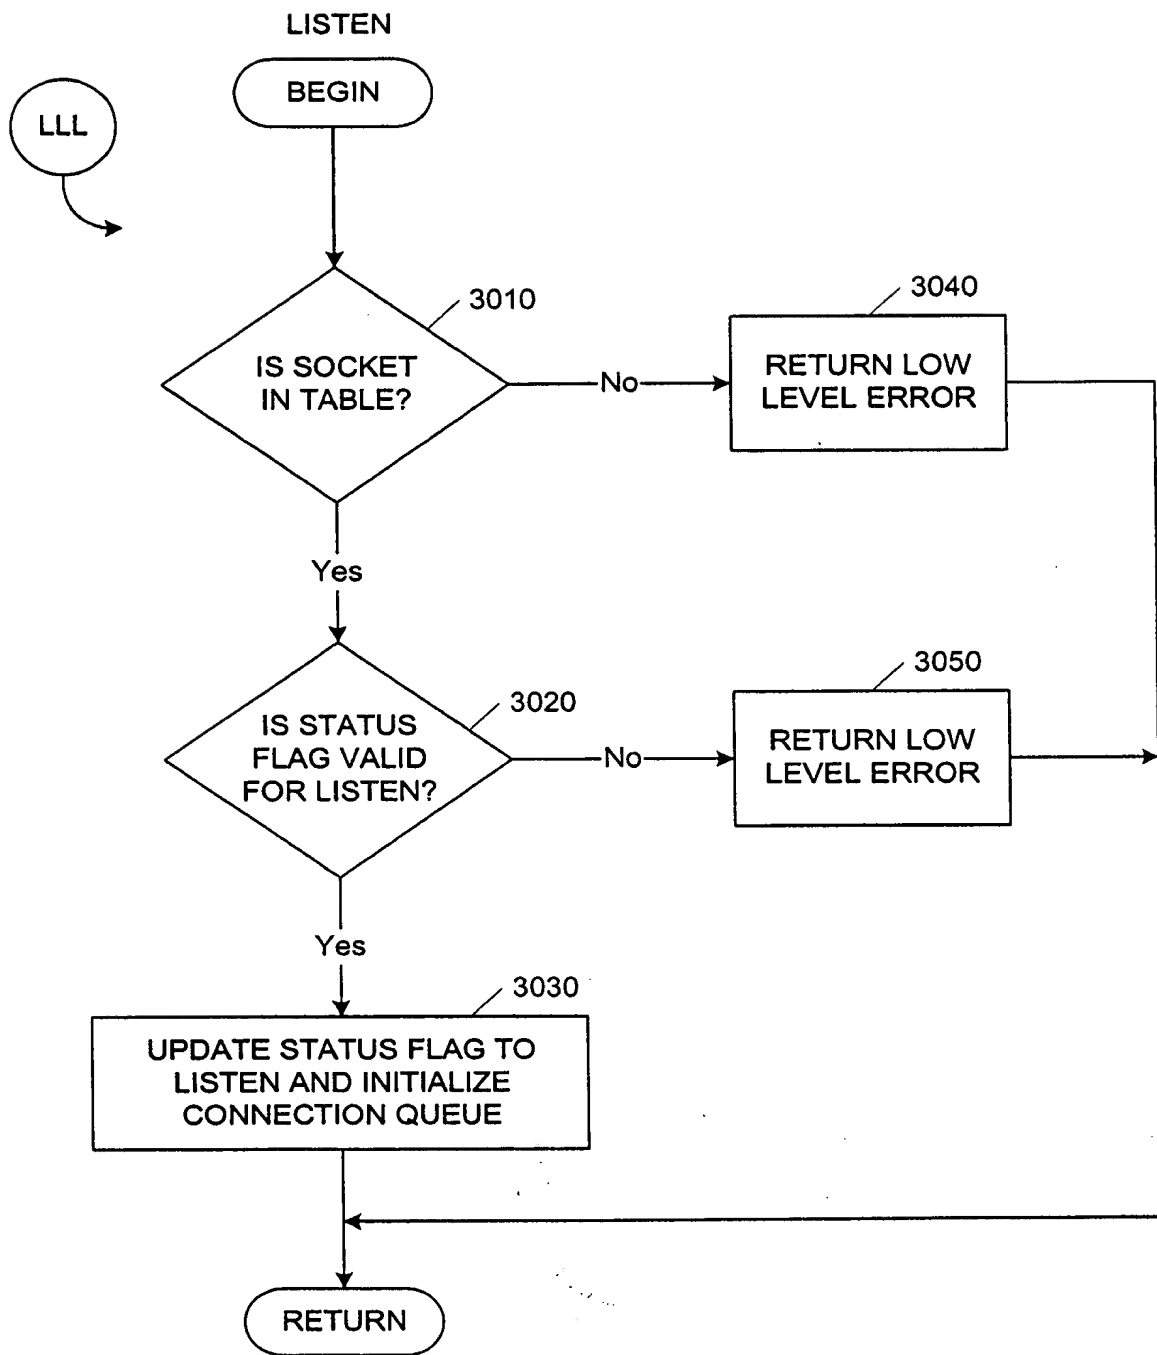 LISTEN
BEGIN
LLL
3010
IS SOCKET
IN TABLE?
No
3040
RETURN LOW
LEVEL ERROR
Yes
3020
IS STATUS
FLAG VALID
FOR LISTEN?
No
3050
RETURN LOW
LEVEL ERROR
Yes
3030
UPDATE STATUS FLAG TO
LISTEN AND INITIALIZE
CONNECTION QUEUE
RETURN